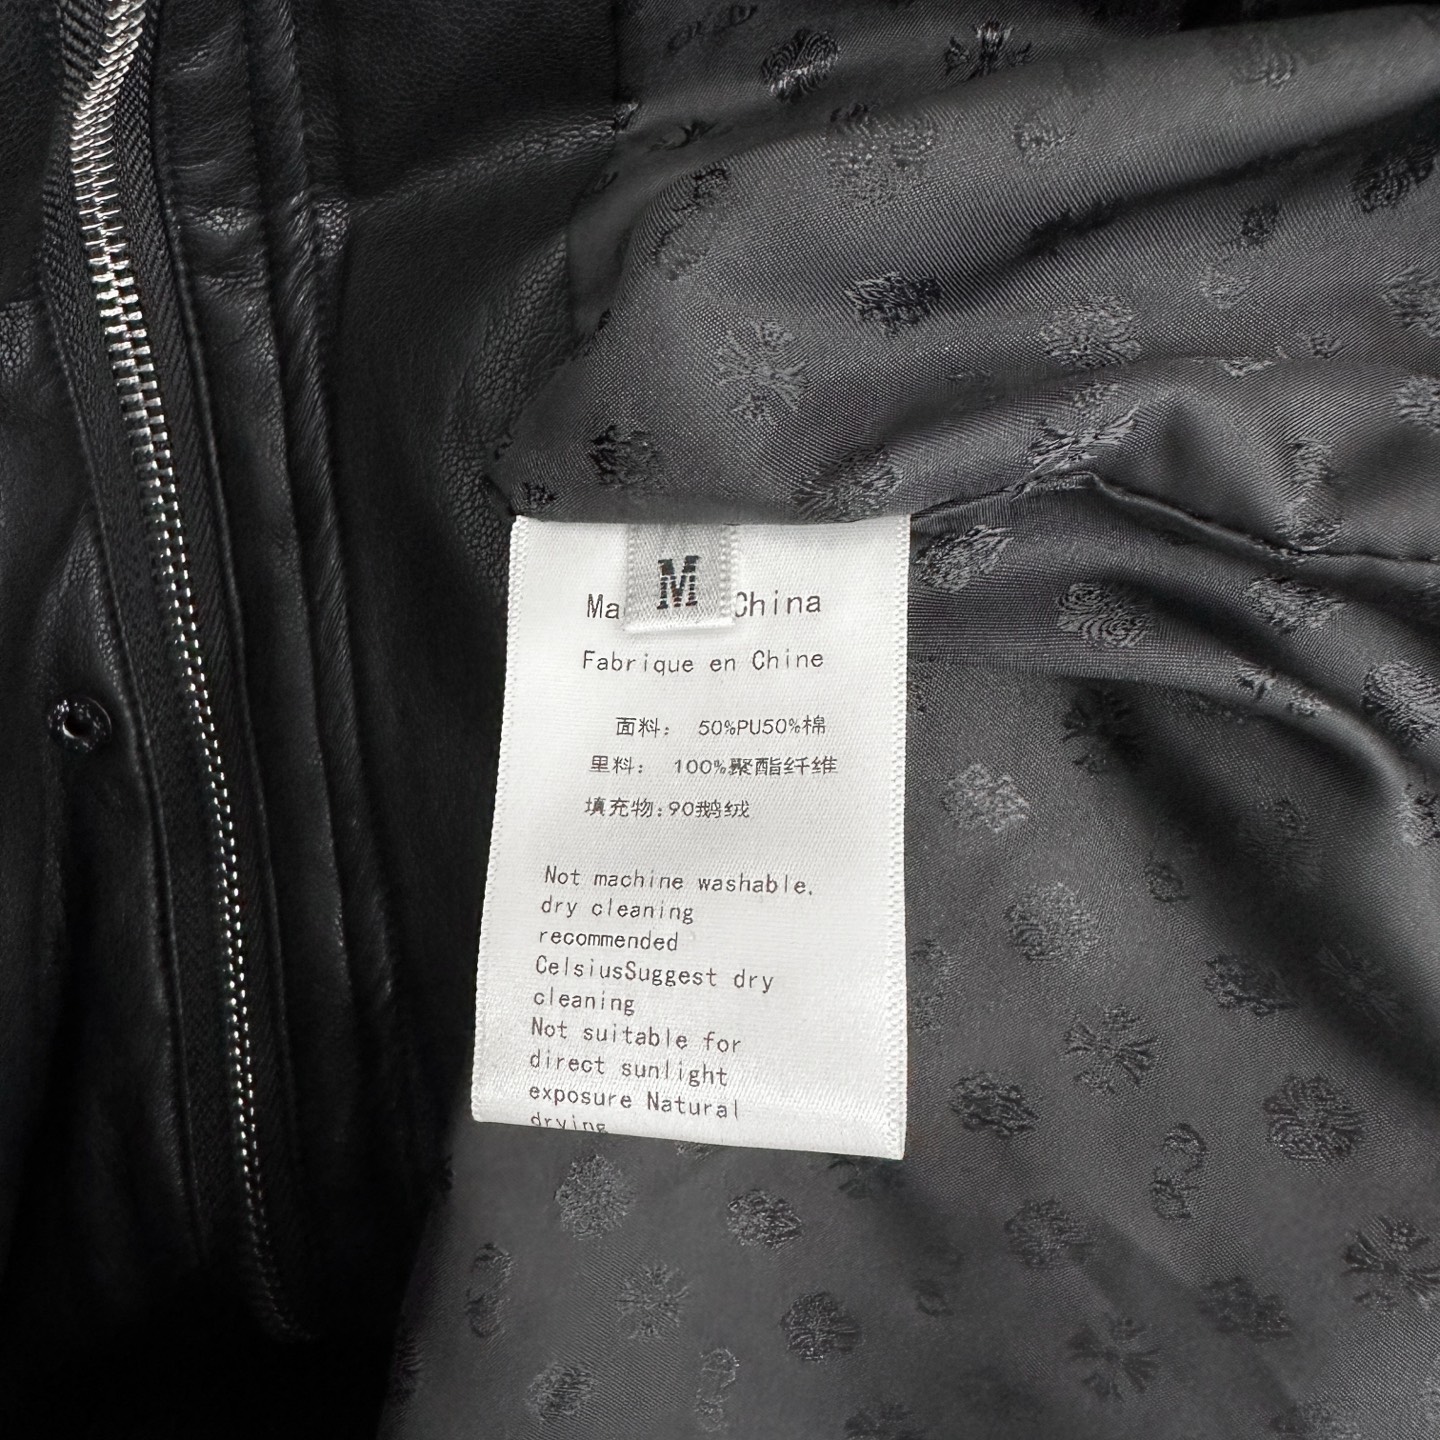 M
Ma China
Fabrique en Chine
面料： 50%PU50%棉
里料： 100%聚酯纤维
填充物:90鹅绒
Not machine washable.
dry cleaning
recommended
CelsiusSuggest dry
cleaning
Not suitable for
direct sunlight
exposure Natural
drying